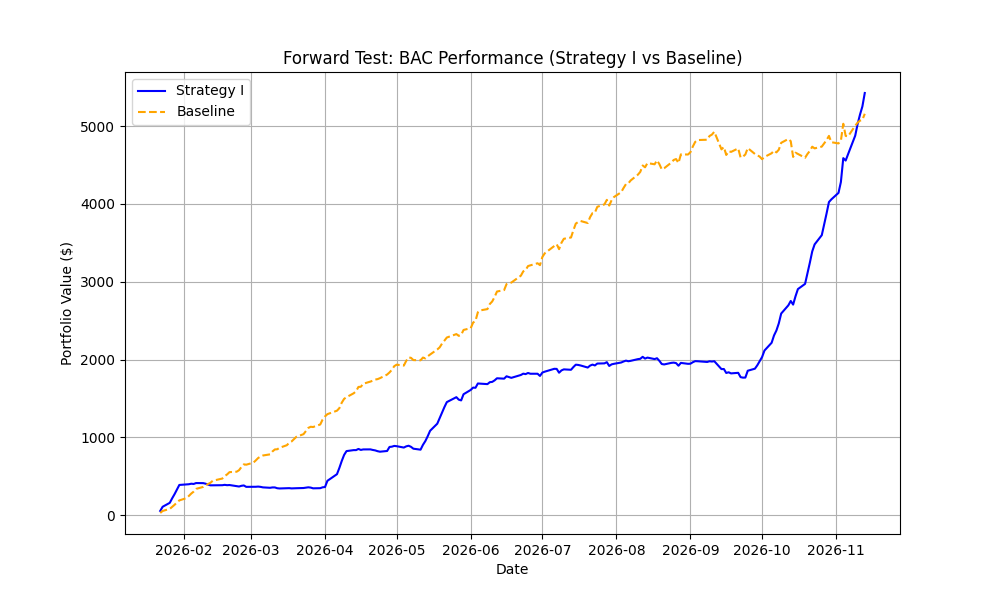 Forward Test: BAC Performance (Strategy I vs Baseline)
Strategy I
Baseline
Portfolio Value ($)
5000
4000
3000
2000
1000
0
2026-02 2026-03 2026-04 2026-05 2026-06 2026-07 2026-08 2026-09 2026-10 2026-11
Date